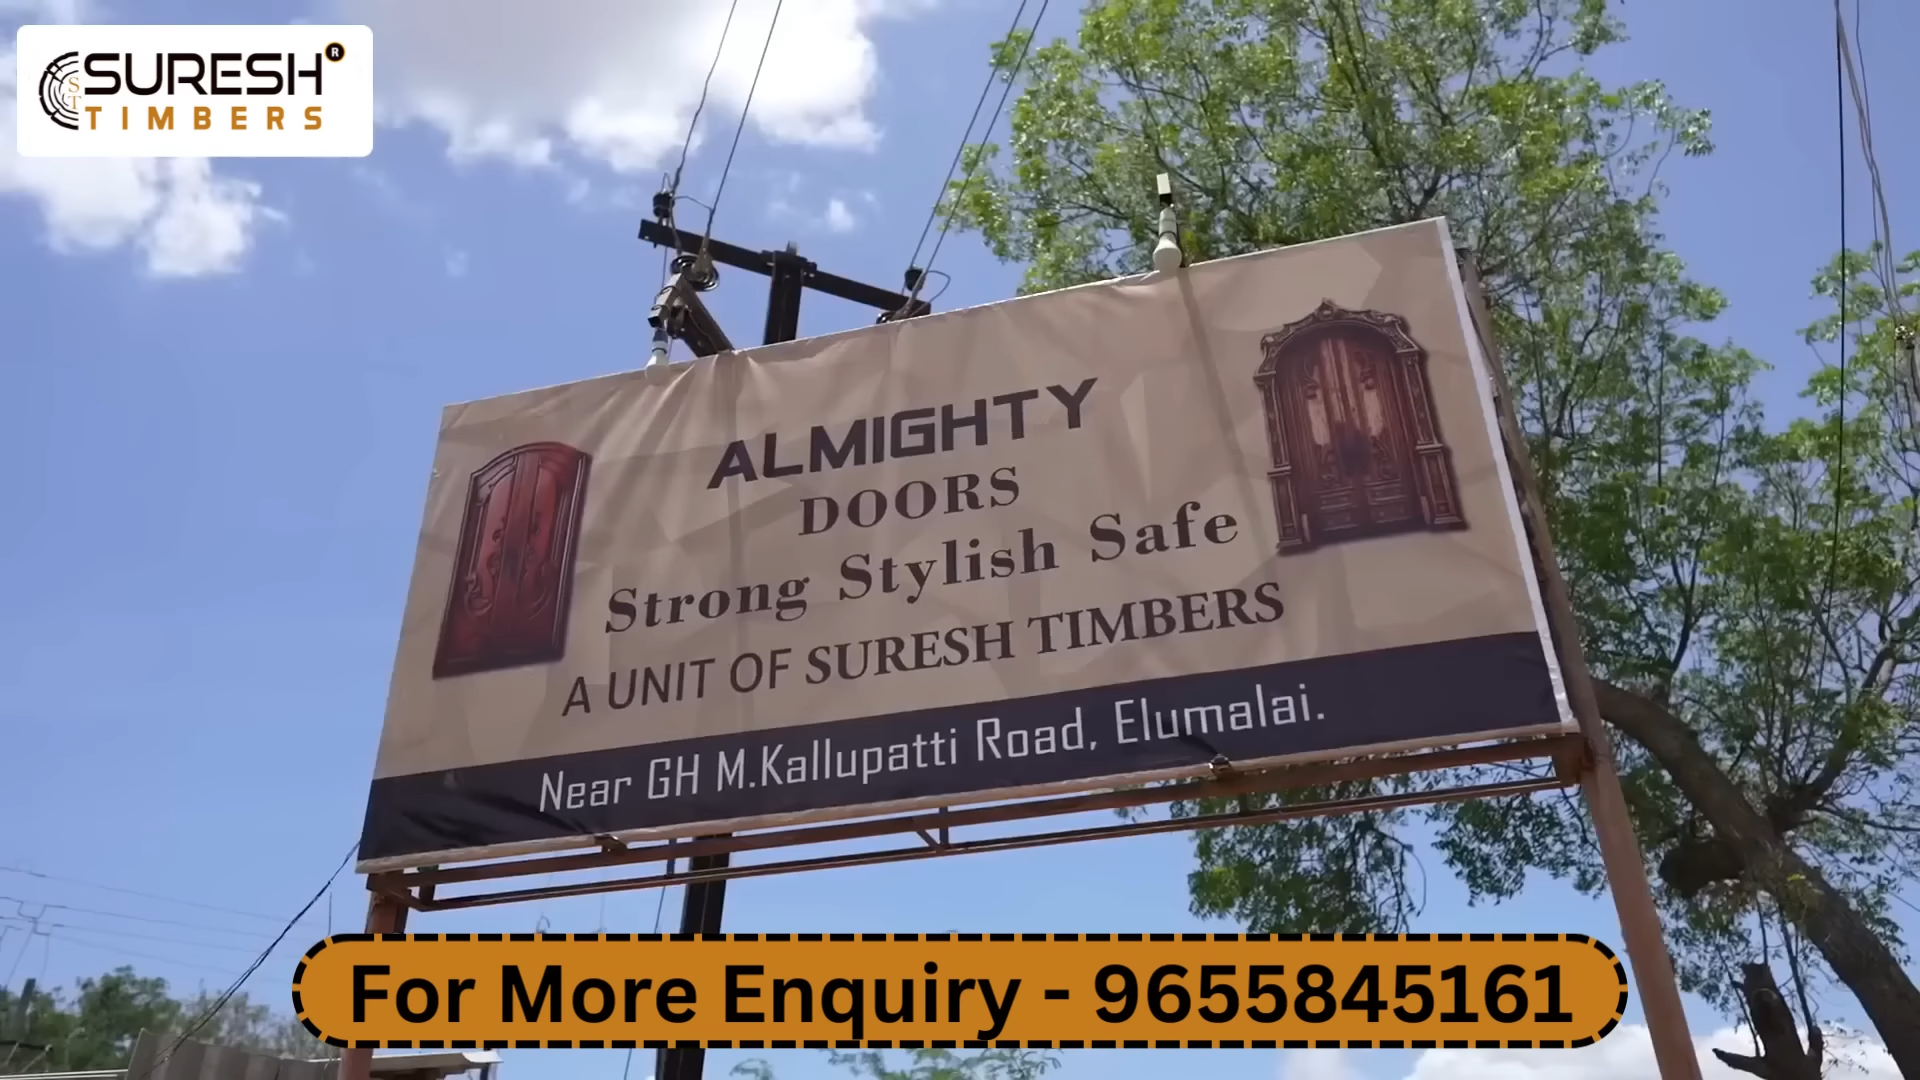 SURESH®
TIMBERS
ST
ALMIGHTY
DOORS
Strong Stylish Safe
A UNIT OF SURESH TIMBERS
Near GH M.Kallupatti Road, Elumalai.
For More Enquiry - 9655845161